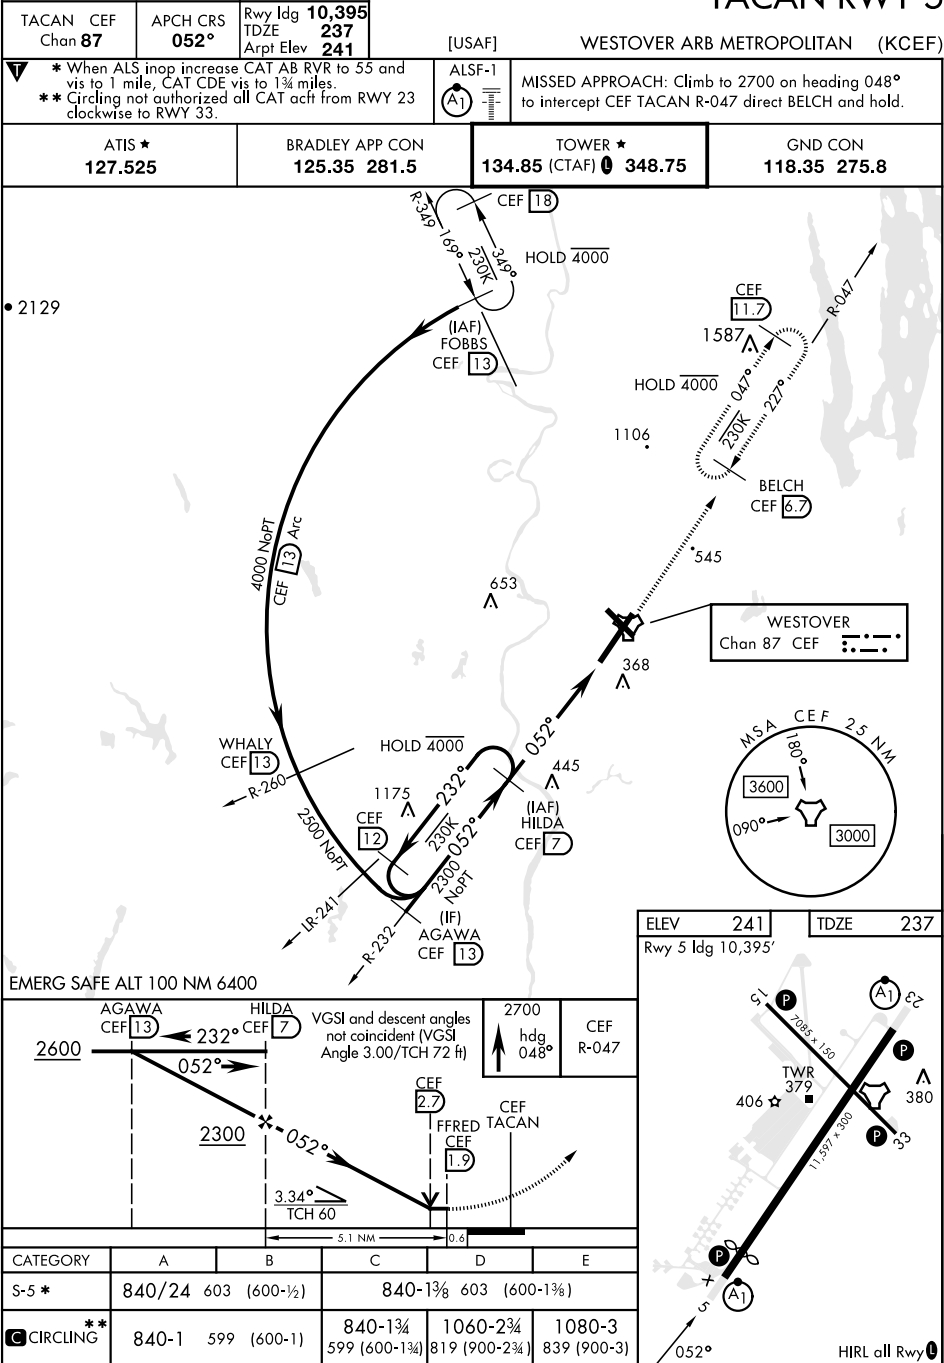 TACAN RWY 5
TACAN CEF
Chan 87
APCH CRS
052°
Rwy ldg 10,395
TDZE 237
Arpt Elev 241
[USAF]
WESTOVER ARB METROPOLITAN (KCEF)
T
* When ALS inop increase CAT AB RVR to 55 and
vis to 1 mile, CAT CDE vis to 1¾ miles.
** Circling not authorized all CAT acft from RWY 23
clockwise to RWY 33.
ALSF-1
A1
MISSED APPROACH: Climb to 2700 on heading 048°
to intercept CEF TACAN R-047 direct BELCH and hold.
ATIS ★
127.525
BRADLEY APP CON
125.35 281.5
TOWER ★
134.85 (CTAF) L 348.75
GND CON
118.35 275.8
R-349
169°
230K
349°
CEF 18
HOLD 4000
2129
(IAF)
FOBBS
CEF 13
CEF
11.7
R-047
1587
HOLD 4000
047°
230K
227°
1106
BELCH
CEF 6.7
545
4000 NoPT
CEF 13 Arc
653
WESTOVER
Chan 87 CEF
368
WHALY
CEF 13
R-260
HOLD 4000
052°
445
1175
232°
230K
052°
(IAF)
HILDA
CEF 7
CEF
12
2500 NoPT
2300
NoPT
LR-241
R-232
(IF)
AGAWA
CEF 13
MSA CEF 25 NM
180°
3600
090°
3000
EMERG SAFE ALT 100 NM 6400
AGAWA
CEF 13
HILDA
CEF 7
232°
052°
2600
2300
052°
VGSI and descent angles
not coincident (VGSI
Angle 3.00/TCH 72 ft)
2700
hdg
048°
CEF
R-047
CEF
2.7
FFRED
CEF
1.9
CEF
TACAN
3.34°
TCH 60
5.1 NM
0.6
ELEV 241
TDZE 237
Rwy 5 ldg 10,395'
15
P
A1
23
7085 x 150
P
TWR
379
406
380
P
33
11,597 x 300
P
A1
5
052°
HIRL all Rwy L
CATEGORY A B C D E
S-5 * 840/24 603 (600-½) 840-1⅜ 603 (600-1⅜)
C CIRCLING ** 840-1 599 (600-1) 840-1¾ 599 (600-1¾) 1060-2¾ 819 (900-2¾) 1080-3 839 (900-3)